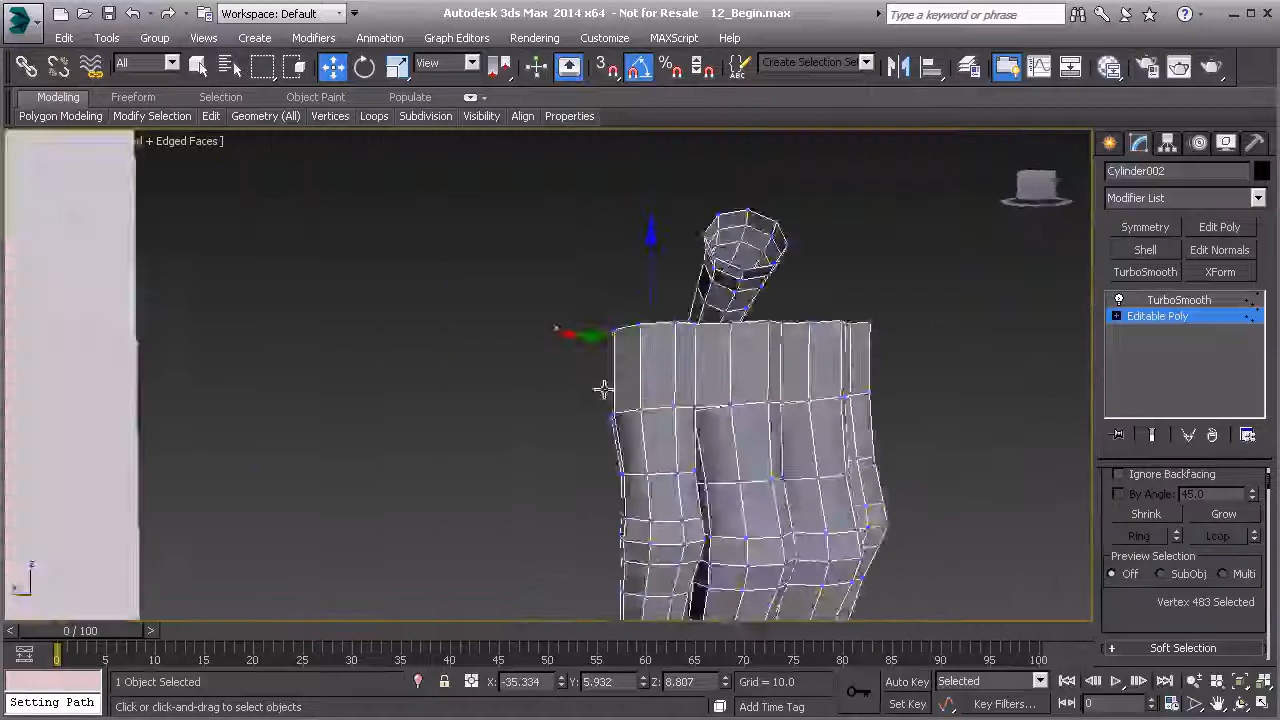 Autodesk 3ds Max 2014 x64 - Not for Resale 12_Begin.max
Workspace: Default
Type a keyword or phrase
Edit Tools Group Views Create Modifiers Animation Graph Editors Rendering Customize MAXScript Help
All View Create Selection Se
Modeling Freeform Selection Object Paint Populate
Polygon Modeling Modify Selection Edit Geometry (All) Vertices Loops Subdivision Visibility Align Properties
+ Edged Faces ]
Cylinder002
Modifier List
Symmetry Edit Poly
Shell Edit Normals
TurboSmooth XForm
TurboSmooth
Editable Poly
Ignore Backfacing
By Angle: 45.0
Shrink Grow
Ring Loop
Preview Selection
Off SubObj Multi
Vertex 483 Selected
Soft Selection
z
0 / 100
0 5 10 15 20 25 30 35 40 45 50 55 60 65 70 75 80 85 90 95 100
1 Object Selected X: -35.334 Y: 5.932 Z: 8.807 Grid = 10.0 Auto Key Selected
Setting Path Click or click-and-drag to select objects Add Time Tag Set Key Key Filters... 0